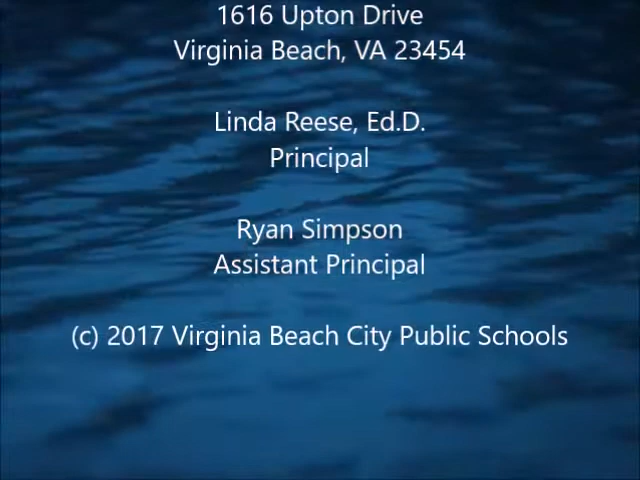 1616 Upton Drive
Virginia Beach, VA 23454
Linda Reese, Ed.D.
Principal
Ryan Simpson
Assistant Principal
(c) 2017 Virginia Beach City Public Schools